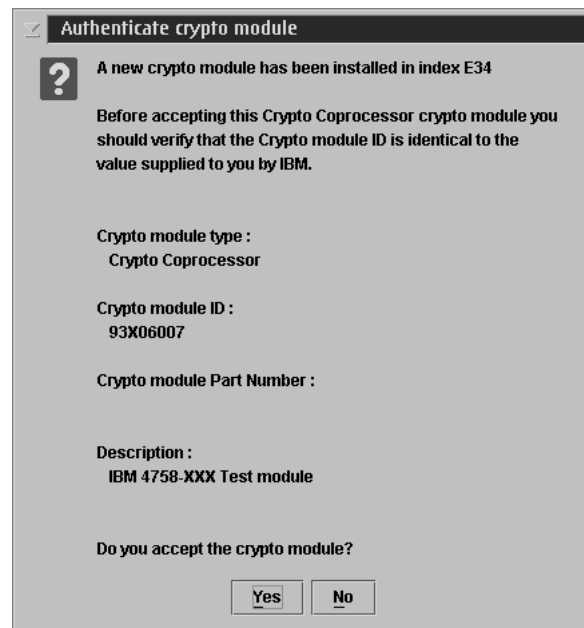 Authenticate crypto module
A new crypto module has been installed in index E34
Before accepting this Crypto Coprocessor crypto module you
should verify that the Crypto module ID is identical to the
value supplied to you by IBM.
Crypto module type :
Crypto Coprocessor
Crypto module ID :
93X06007
Crypto module Part Number :
Description :
IBM 4758-XXX Test module
Do you accept the crypto module?
Yes No